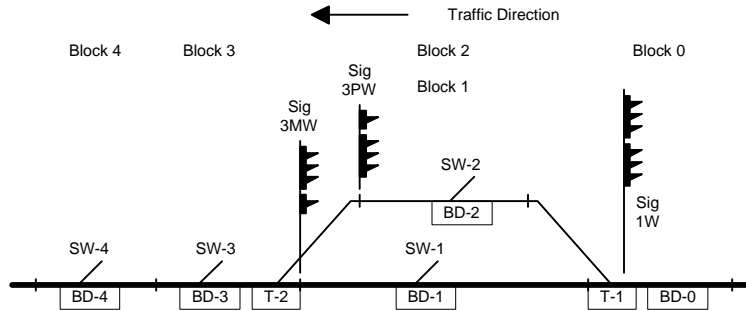 Traffic Direction
Block 4
Block 3
Block 2
Block 0
Block 1
Sig
3PW
Sig
3MW
SW-2
Sig
1W
BD-2
SW-4
SW-3
SW-1
BD-4
BD-3
T-2
BD-1
T-1
BD-0